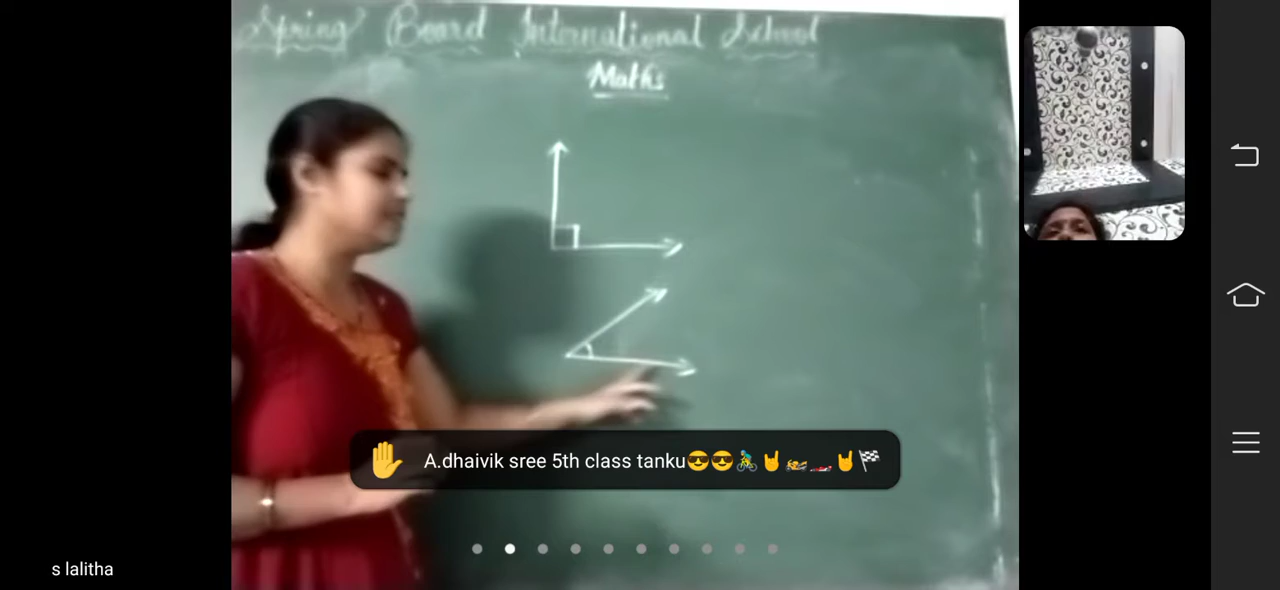 Spring Board International School
Maths
✋ A.dhaivik sree 5th class tanku😎😎🚴‍♂️🤘🏍️🏎️🤘🏁
s lalitha